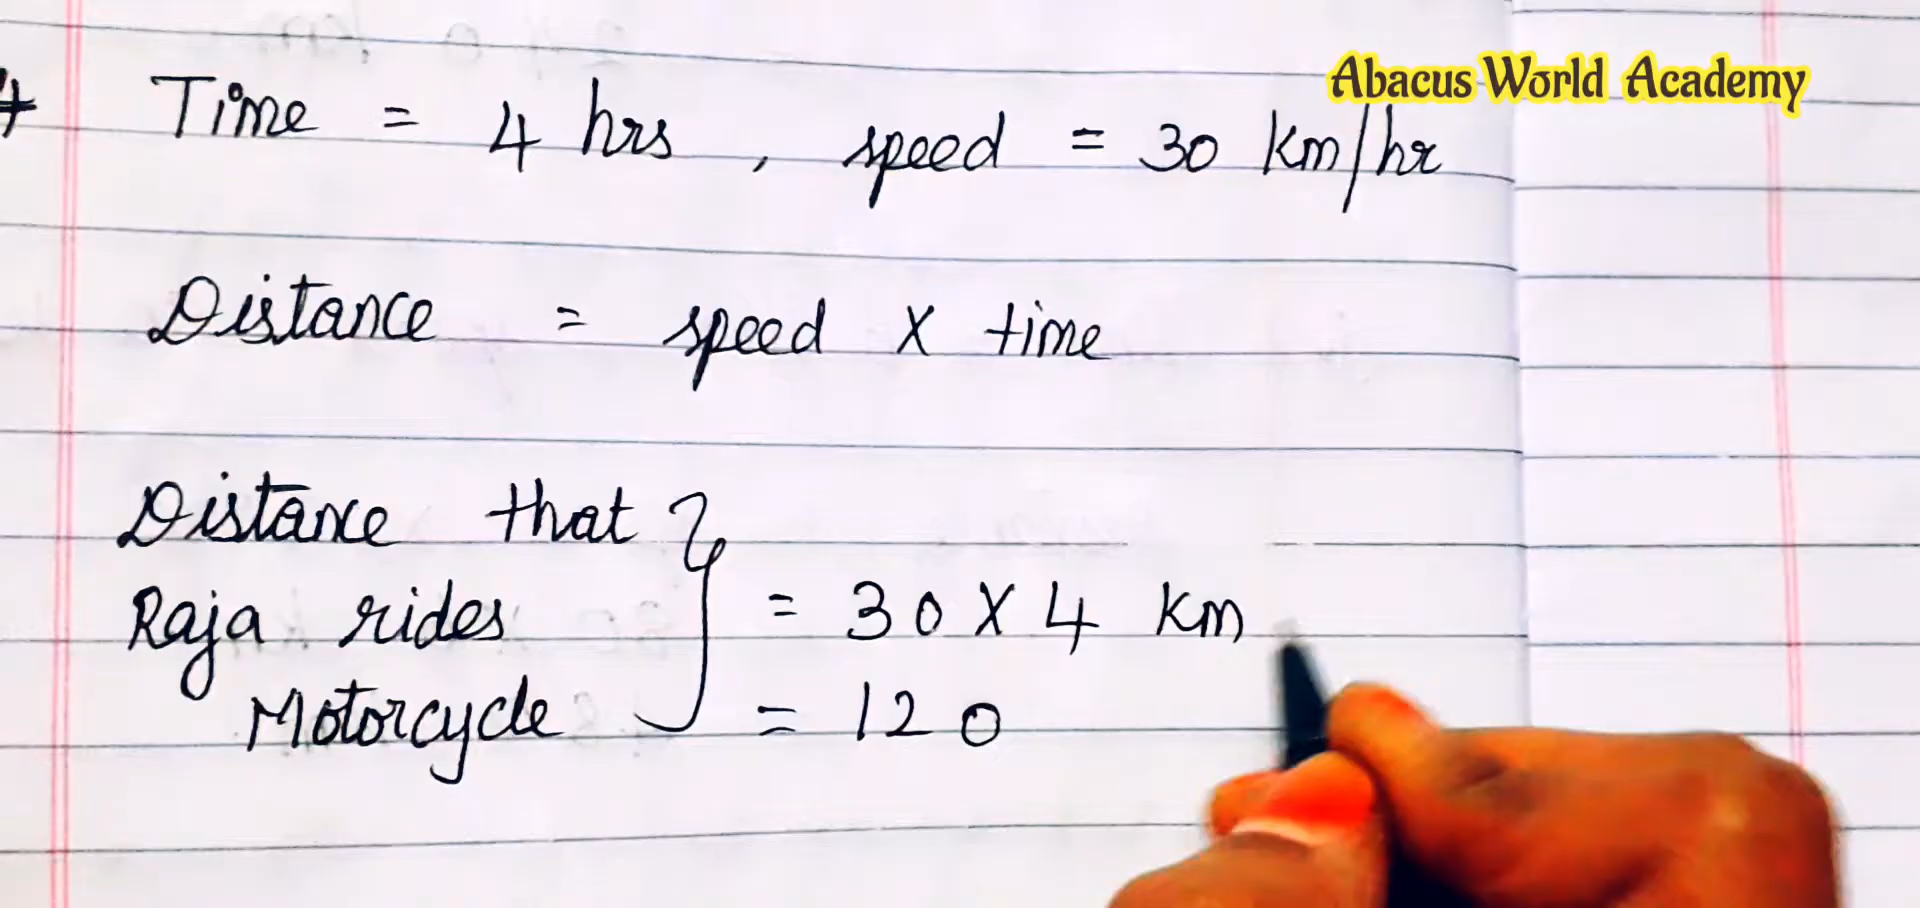 Abacus World Academy
Time = 4 hrs, speed = 30 km/hr
Distance = speed X time
Distance that
Raja rides = 30 X 4 km
Motorcycle = 120